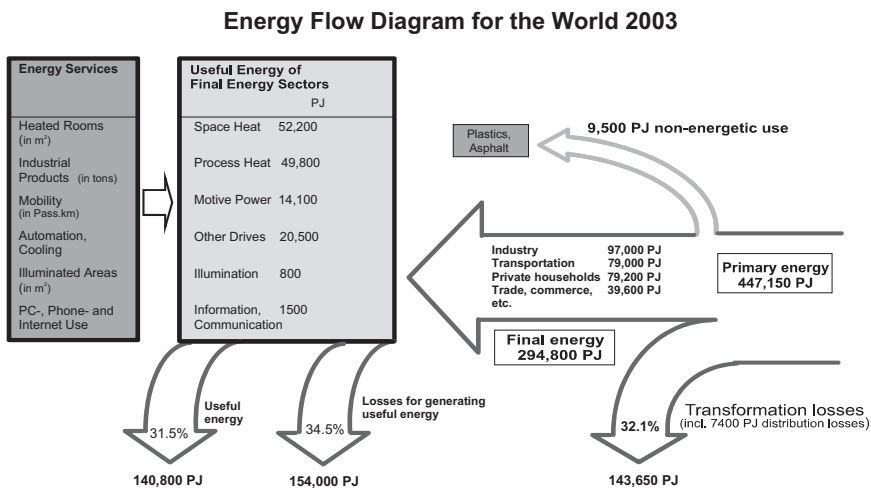 Energy Flow Diagram for the World 2003
Energy Services
Heated Rooms
(in m²)
Industrial
Products (in tons)
Mobility
(in Pass.km)
Automation,
Cooling
Illuminated Areas
(in m²)
PC-, Phone- and
Internet Use
Useful Energy of
Final Energy Sectors
PJ
Space Heat 52,200
Process Heat 49,800
Motive Power 14,100
Other Drives 20,500
Illumination 800
Information, 1500
Communication
Plastics,
Asphalt
9,500 PJ non-energetic use
Industry 97,000 PJ
Transportation 79,000 PJ
Private households 79,200 PJ
Trade, commerce, 39,600 PJ
etc.
Primary energy
447,150 PJ
Final energy
294,800 PJ
Useful
energy
31.5%
140,800 PJ
Losses for generating
useful energy
34.5%
154,000 PJ
Transformation losses
(incl. 7400 PJ distribution losses)
32.1%
143,650 PJ